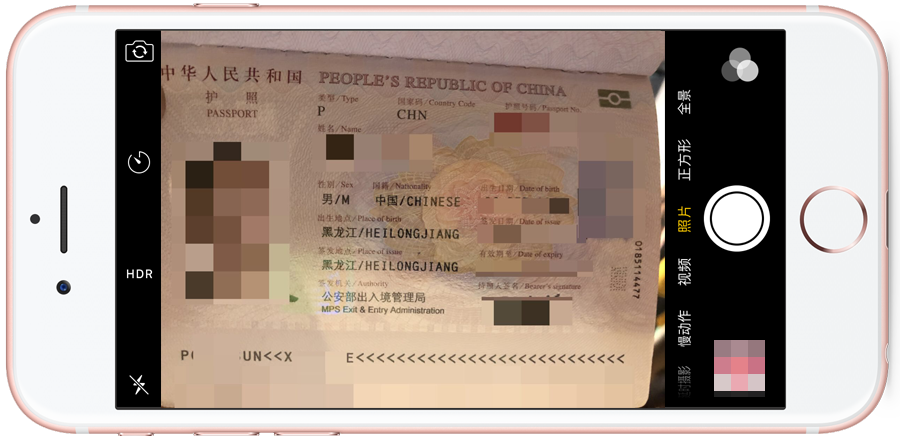 中华人民共和国 PEOPLE'S REPUBLIC OF CHINA
护 照
PASSPORT
类型/Type 国家码/Country Code 护照号码/Passport No.
P CHN
姓名/Name
性别/Sex 国籍/Nationality 出生日期/Date of birth
男/M 中国/CHINESE
出生地点/Place of birth 签发日期/Date of issue
黑龙江/HEILONGJIANG
签发地点/Place of issue 有效期至/Date of expiry
黑龙江/HEILONGJIANG
签发机关/Authority 持照人签名/Bearer's signature
公安部出入境管理局
MPS Exit & Entry Administration
P UN<<X E<<<<<<<<<<<<<<<<<<<<<<<<<<<<
HDR
全景
正方形
照片
视频
慢动作